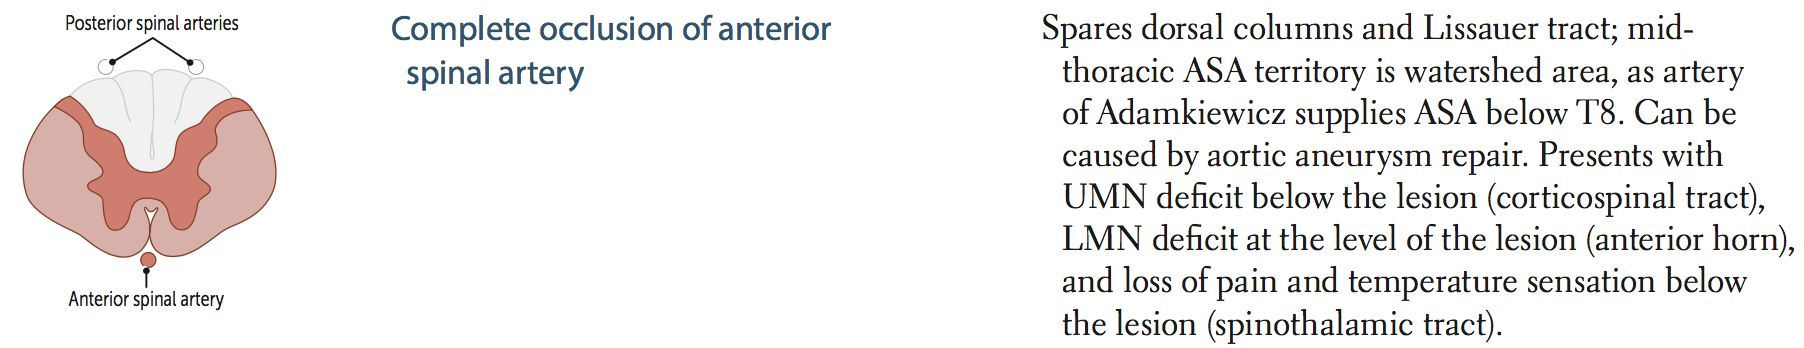 Posterior spinal arteries
Anterior spinal artery
Complete occlusion of anterior
spinal artery
Spares dorsal columns and Lissauer tract; mid-
thoracic ASA territory is watershed area, as artery
of Adamkiewicz supplies ASA below T8. Can be
caused by aortic aneurysm repair. Presents with
UMN deficit below the lesion (corticospinal tract),
LMN deficit at the level of the lesion (anterior horn),
and loss of pain and temperature sensation below
the lesion (spinothalamic tract).